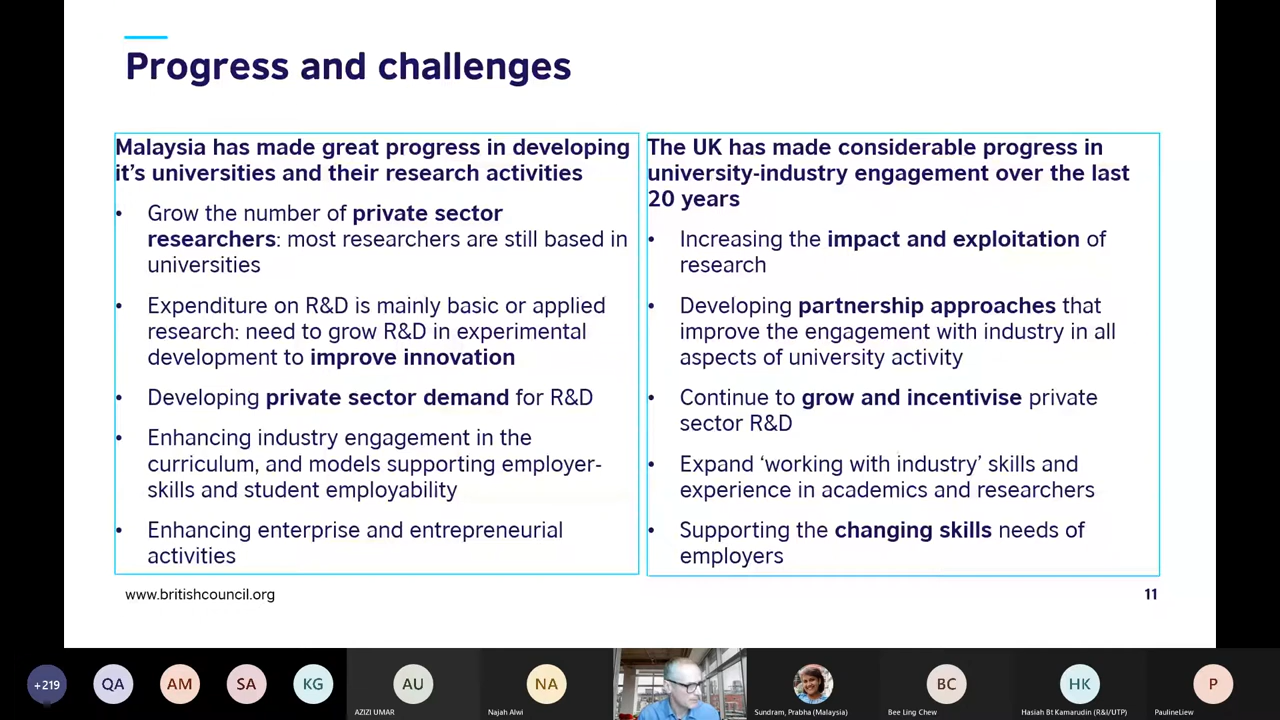 Progress and challenges
Malaysia has made great progress in developing
it's universities and their research activities
• Grow the number of private sector
researchers: most researchers are still based in
universities
• Expenditure on R&D is mainly basic or applied
research: need to grow R&D in experimental
development to improve innovation
• Developing private sector demand for R&D
• Enhancing industry engagement in the
curriculum, and models supporting employer-
skills and student employability
• Enhancing enterprise and entrepreneurial
activities
The UK has made considerable progress in
university-industry engagement over the last
20 years
• Increasing the impact and exploitation of
research
• Developing partnership approaches that
improve the engagement with industry in all
aspects of university activity
• Continue to grow and incentivise private
sector R&D
• Expand ‘working with industry’ skills and
experience in academics and researchers
• Supporting the changing skills needs of
employers
www.britishcouncil.org
11
+219
QA
AM
SA
KG
AU
AZIZI UMAR
NA
Najah Alwi
Sundram, Prabha (Malaysia)
BC
Bee Ling Chew
HK
Hasiah Bt Kamarudin (R&I/UTP)
P
PaulineLiew